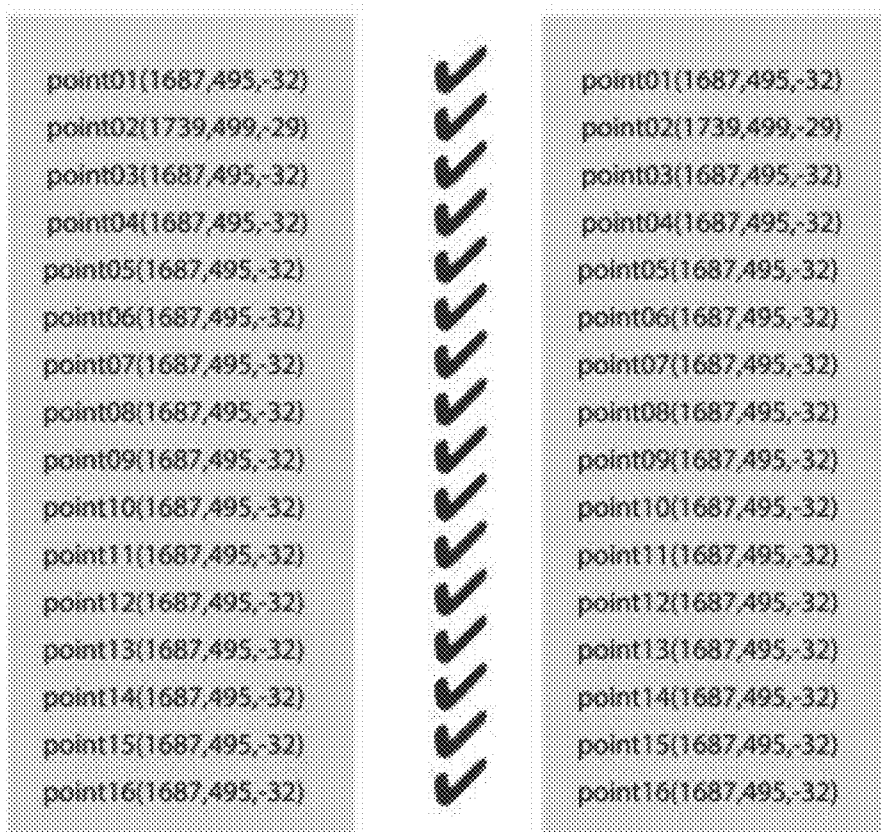 point01(1687,495,-32) ✔ point01(1687,495,-32)
point02(1739,499,-29) ✔ point02(1739,499,-29)
point03(1687,495,-32) ✔ point03(1687,495,-32)
point04(1687,495,-32) ✔ point04(1687,495,-32)
point05(1687,495,-32) ✔ point05(1687,495,-32)
point06(1687,495,-32) ✔ point06(1687,495,-32)
point07(1687,495,-32) ✔ point07(1687,495,-32)
point08(1687,495,-32) ✔ point08(1687,495,-32)
point09(1687,495,-32) ✔ point09(1687,495,-32)
point10(1687,495,-32) ✔ point10(1687,495,-32)
point11(1687,495,-32) ✔ point11(1687,495,-32)
point12(1687,495,-32) ✔ point12(1687,495,-32)
point13(1687,495,-32) ✔ point13(1687,495,-32)
point14(1687,495,-32) ✔ point14(1687,495,-32)
point15(1687,495,-32) ✔ point15(1687,495,-32)
point16(1687,495,-32) ✔ point16(1687,495,-32)